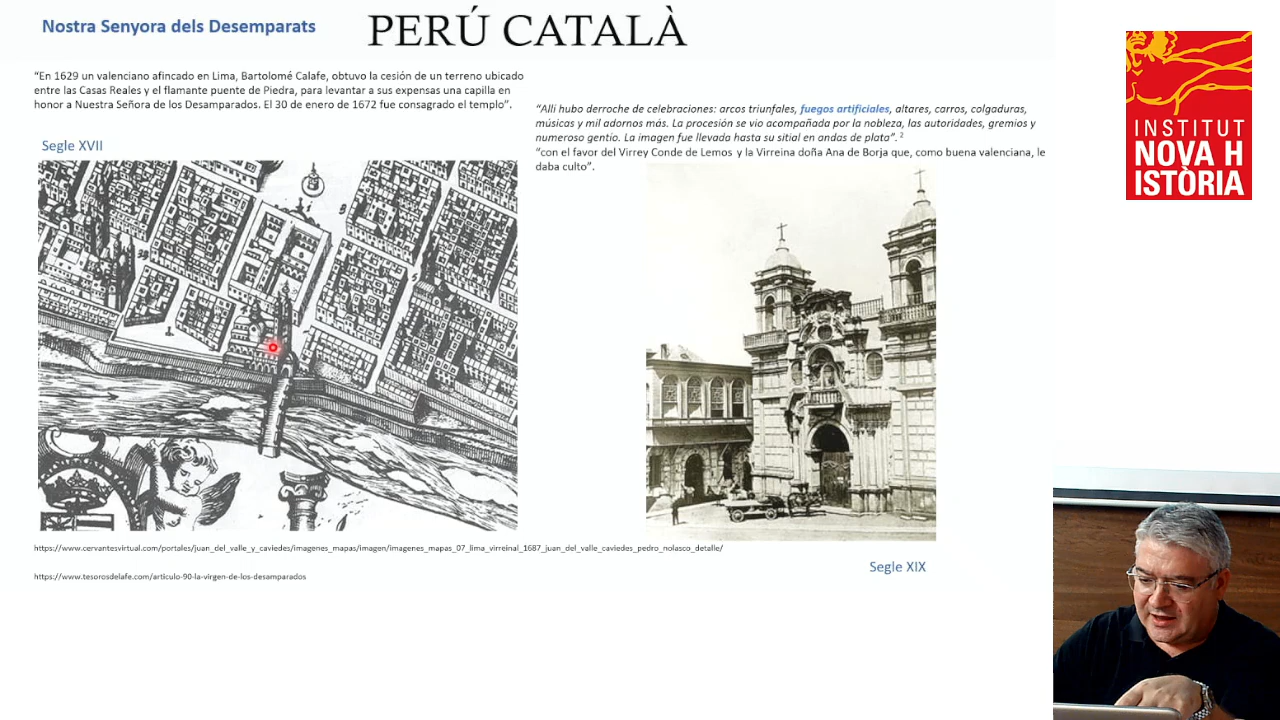 Nostra Senyora dels Desemparats
PERÚ CATALÀ
“En 1629 un valenciano afincado en Lima, Bartolomé Calafe, obtuvo la cesión de un terreno ubicado
entre las Casas Reales y el flamante puente de Piedra, para levantar a sus expensas una capilla en
honor a Nuestra Señora de los Desamparados. El 30 de enero de 1672 fue consagrado el templo”.
“Allí hubo derroche de celebraciones: arcos triunfales, fuegos artificiales, altares, carros, colgaduras,
músicas y mil adornos más. La procesión se vio acompañada por la nobleza, las autoridades, gremios y
numeroso gentio. La imagen fue llevada hasta su sitial en andas de plata”. 2
“con el favor del Virrey Conde de Lemos y la Virreina doña Ana de Borja que, como buena valenciana, le
daba culto”.
Segle XVII
https://www.cervantesvirtual.com/portales/juan_del_valle_y_caviedes/imagenes_mapas/imagen/imagenes_mapas_07_lima_virreinal_1687_juan_del_valle_caviedes_pedro_nolasco_detalle/
Segle XIX
https://www.tesorosdelafe.com/articulo-90-la-virgen-de-los-desamparados
INSTITUT
NOVA H
ISTÒRIA